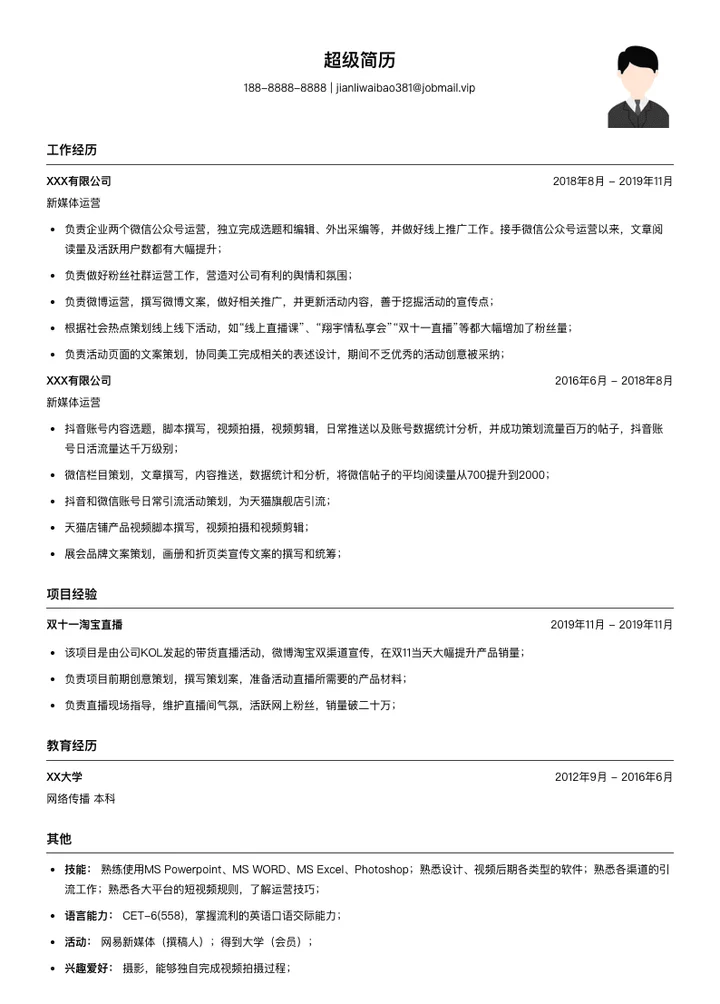 超级简历
188-8888-8888 | jianliwaibao381@jobmail.vip
工作经历
XXX有限公司 2018年8月 – 2019年11月
新媒体运营
• 负责企业两个微信公众号运营，独立完成选题和编辑、外出采编等，并做好线上推广工作。接手微信公众号运营以来，文章阅
读量及活跃用户数都有大幅提升；
• 负责做好粉丝社群运营工作，营造对公司有利的舆情和氛围；
• 负责微博运营，撰写微博文案，做好相关推广，并更新活动内容，善于挖掘活动的宣传点；
• 根据社会热点策划线上线下活动，如“线上直播课”、“翔宇情私享会”“双十一直播”等都大幅增加了粉丝量；
• 负责活动页面的文案策划，协同美工完成相关的表述设计，期间不乏优秀的活动创意被采纳；
XXX有限公司 2016年6月 – 2018年8月
新媒体运营
• 抖音账号内容选题，脚本撰写，视频拍摄，视频剪辑，日常推送以及账号数据统计分析，并成功策划流量百万的帖子，抖音账
号日活流量达千万级别；
• 微信栏目策划，文章撰写，内容推送，数据统计和分析，将微信帖子的平均阅读量从700提升到2000；
• 抖音和微信账号日常引流活动策划，为天猫旗舰店引流；
• 天猫店铺产品视频脚本撰写，视频拍摄和视频剪辑；
• 展会品牌文案策划，画册和折页类宣传文案的撰写和统筹；
项目经验
双十一淘宝直播 2019年11月 – 2019年11月
• 该项目是由公司KOL发起的带货直播活动，微博淘宝双渠道宣传，在双11当天大幅提升产品销量；
• 负责项目前期创意策划，撰写策划案，准备活动直播所需要的产品材料；
• 负责直播现场指导，维护直播间气氛，活跃网上粉丝，销量破二十万；
教育经历
XX大学 2012年9月 – 2016年6月
网络传播 本科
其他
• 技能： 熟练使用MS Powerpoint、MS WORD、MS Excel、Photoshop；熟悉设计、视频后期各类型的软件；熟悉各渠道的引
流工作；熟悉各大平台的短视频规则，了解运营技巧；
• 语言能力： CET-6(558)，掌握流利的英语口语交际能力；
• 活动： 网易新媒体（撰稿人）；得到大学（会员）；
• 兴趣爱好： 摄影，能够独自完成视频拍摄过程；